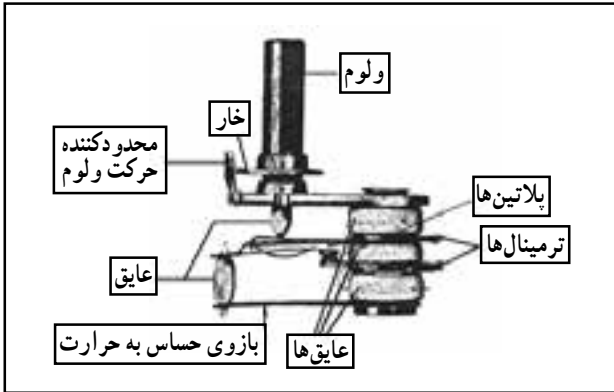 ولوم
خار
محدودکننده
حرکت ولوم
پلاتین‌ها
ترمینال‌ها
عایق
عایق‌ها
بازوی حساس به حرارت